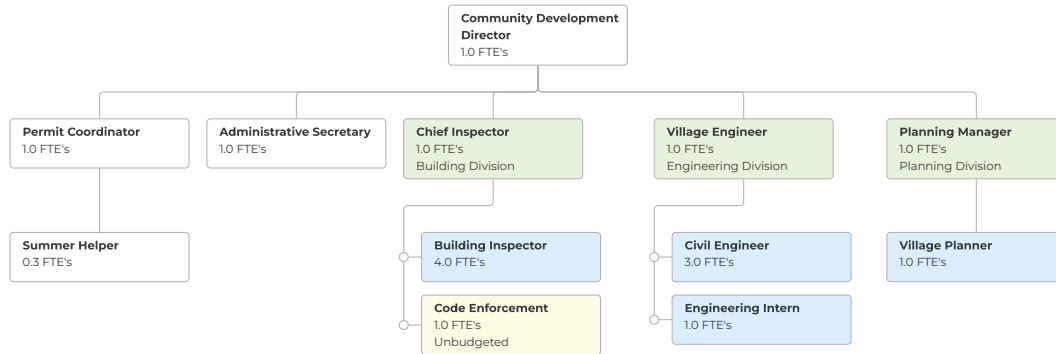 Community Development
Director
1.0 FTE's
Permit Coordinator
1.0 FTE's
Administrative Secretary
1.0 FTE's
Chief Inspector
1.0 FTE's
Building Division
Village Engineer
1.0 FTE's
Engineering Division
Planning Manager
1.0 FTE's
Planning Division
Summer Helper
0.3 FTE's
Building Inspector
4.0 FTE's
Code Enforcement
1.0 FTE's
Unbudgeted
Civil Engineer
3.0 FTE's
Engineering Intern
1.0 FTE's
Village Planner
1.0 FTE's